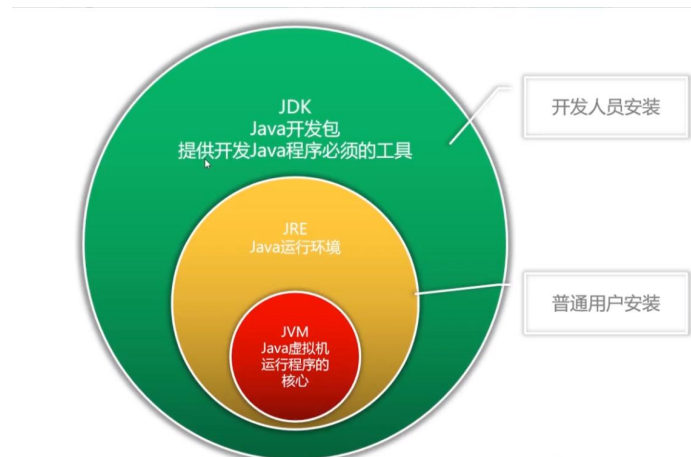 JDK
Java开发包
提供开发Java程序必须的工具
开发人员安装
JRE
Java运行环境
普通用户安装
JVM
Java虚拟机
运行程序的
核心